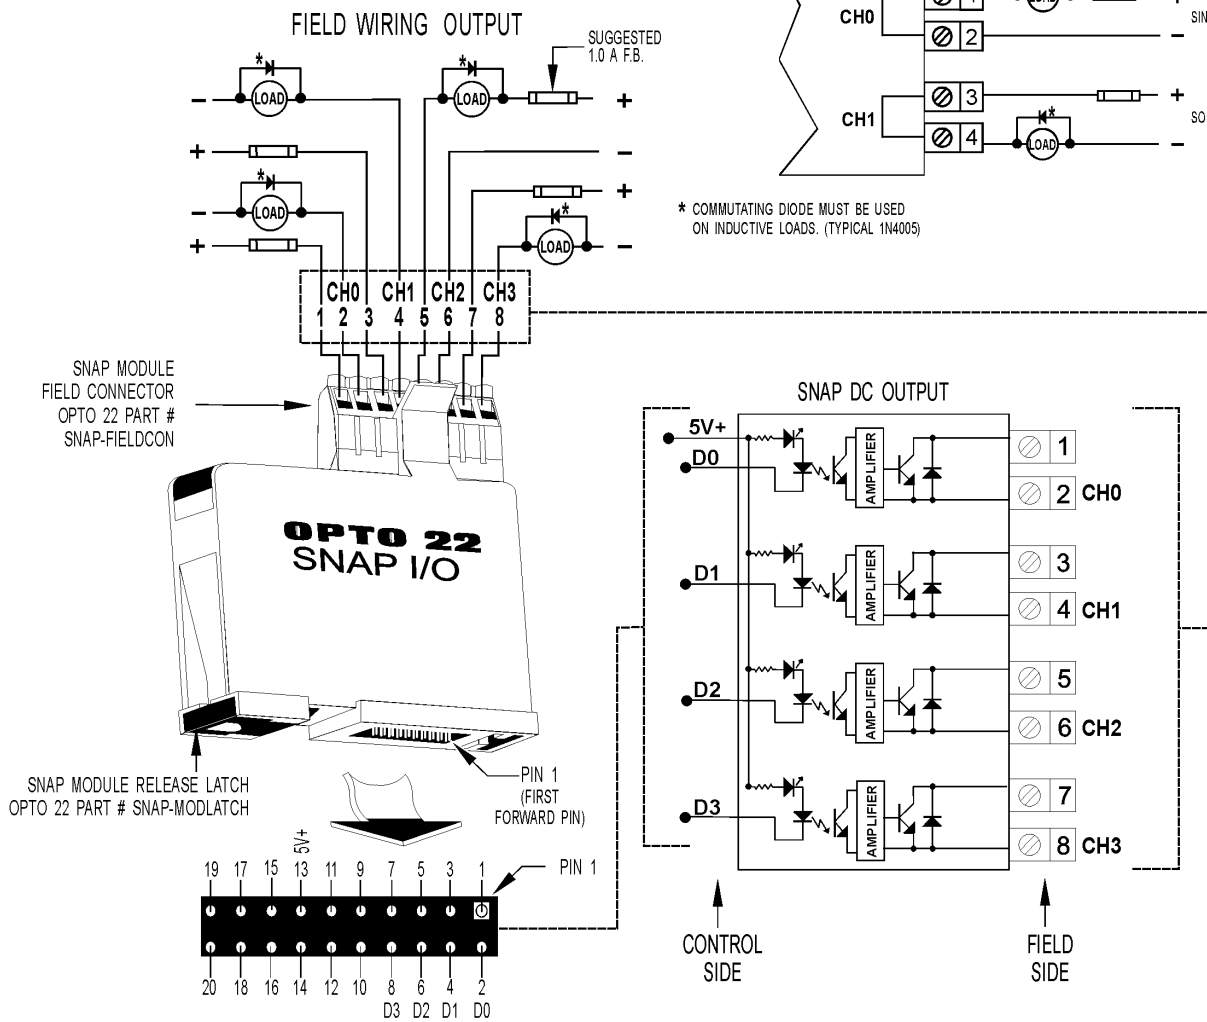 FIELD WIRING OUTPUT
SUGGESTED
1.0 A F.B.
*
LOAD
*
LOAD
-
+
+
-
*
LOAD
-
+
+
*
LOAD
-
CH0
CH1
CH2
CH3
1 2 3 4 5 6 7 8
CH0
2
+
SIN
-
CH1
3
4
+
SO
-
*
LOAD
* COMMUTATING DIODE MUST BE USED
ON INDUCTIVE LOADS. (TYPICAL 1N4005)
SNAP MODULE
FIELD CONNECTOR
OPTO 22 PART #
SNAP-FIELDCON
OPTO 22
SNAP I/O
SNAP MODULE RELEASE LATCH
OPTO 22 PART # SNAP-MODLATCH
PIN 1
(FIRST
FORWARD PIN)
5V+
19 17 15 13 11 9 7 5 3 1
PIN 1
20 18 16 14 12 10 8 6 4 2
D3 D2 D1 D0
SNAP DC OUTPUT
5V+
D0
AMPLIFIER
1
2 CH0
D1
AMPLIFIER
3
4 CH1
D2
AMPLIFIER
5
6 CH2
D3
AMPLIFIER
7
8 CH3
CONTROL
SIDE
FIELD
SIDE